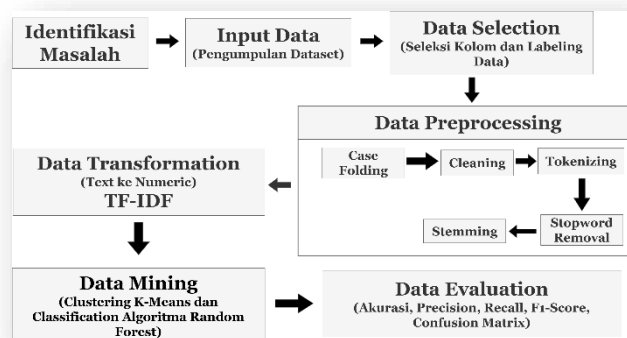 Identifikasi
Masalah
Input Data
(Pengumpulan Dataset)
Data Selection
(Seleksi Kolom dan Labeling
Data)
Data Preprocessing
Case
Folding
Cleaning
Tokenizing
Stopword
Removal
Stemming
Data Transformation
(Text ke Numeric)
TF-IDF
Data Mining
(Clustering K-Means dan
Classification Algoritma Random
Forest)
Data Evaluation
(Akurasi, Precision, Recall, F1-Score,
Confusion Matrix)